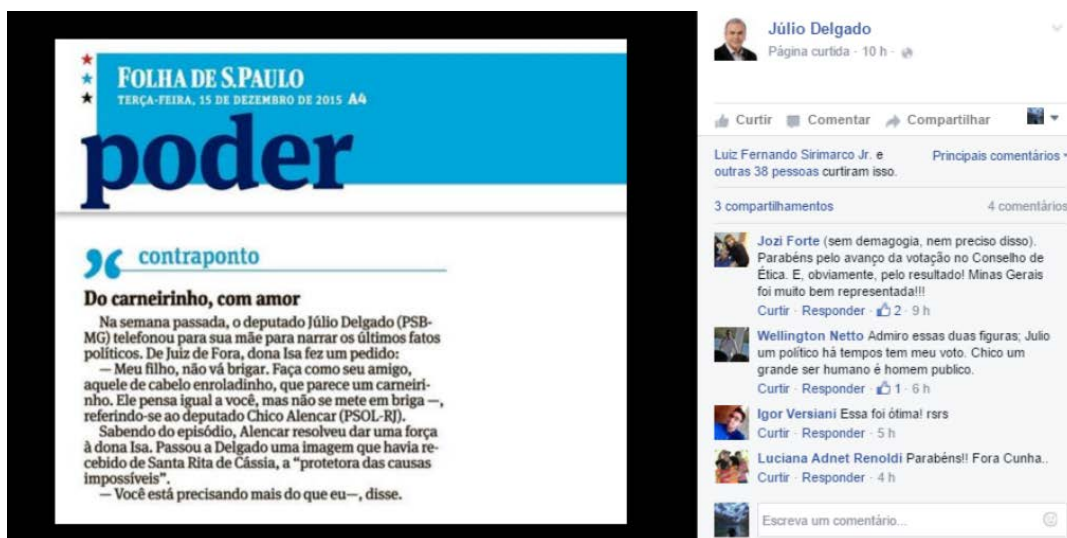 FOLHA DE S.PAULO
TERÇA-FEIRA, 15 DE DEZEMBRO DE 2015 A4
poder
contraponto
Do carneirinho, com amor
Na semana passada, o deputado Júlio Delgado (PSB-
MG) telefonou para sua mãe para narrar os últimos fatos
políticos. De Juiz de Fora, dona Isa fez um pedido:
— Meu filho, não vá brigar. Faça como seu amigo,
aquele de cabelo enroladinho, que parece um carneiri-
nho. Ele pensa igual a você, mas não se mete em briga —,
referindo-se ao deputado Chico Alencar (PSOL-RJ).
Sabendo do episódio, Alencar resolveu dar uma força
à dona Isa. Passou a Delgado uma imagem que havia re-
cebido de Santa Rita de Cássia, a “protetora das causas
impossíveis”.
— Você está precisando mais do que eu—, disse.
Júlio Delgado
Página curtida · 10 h ·
Curtir Comentar Compartilhar
Luiz Fernando Sirimarco Jr. e
outras 38 pessoas curtiram isso.
Principais comentários
3 compartilhamentos
4 comentários
Jozi Forte (sem demagogia, nem preciso disso).
Parabéns pelo avanço da votação no Conselho de
Ética. E, obviamente, pelo resultado! Minas Gerais
foi muito bem representada!!!
Curtir · Responder · 2 · 9 h
Wellington Netto Admiro essas duas figuras; Julio
um político há tempos tem meu voto. Chico um
grande ser humano é homem publico.
Curtir · Responder · 1 · 6 h
Igor Versiani Essa foi ótima! rsrs
Curtir · Responder · 5 h
Luciana Adnet Renoldi Parabéns!! Fora Cunha..
Curtir · Responder · 4 h
Escreva um comentário...